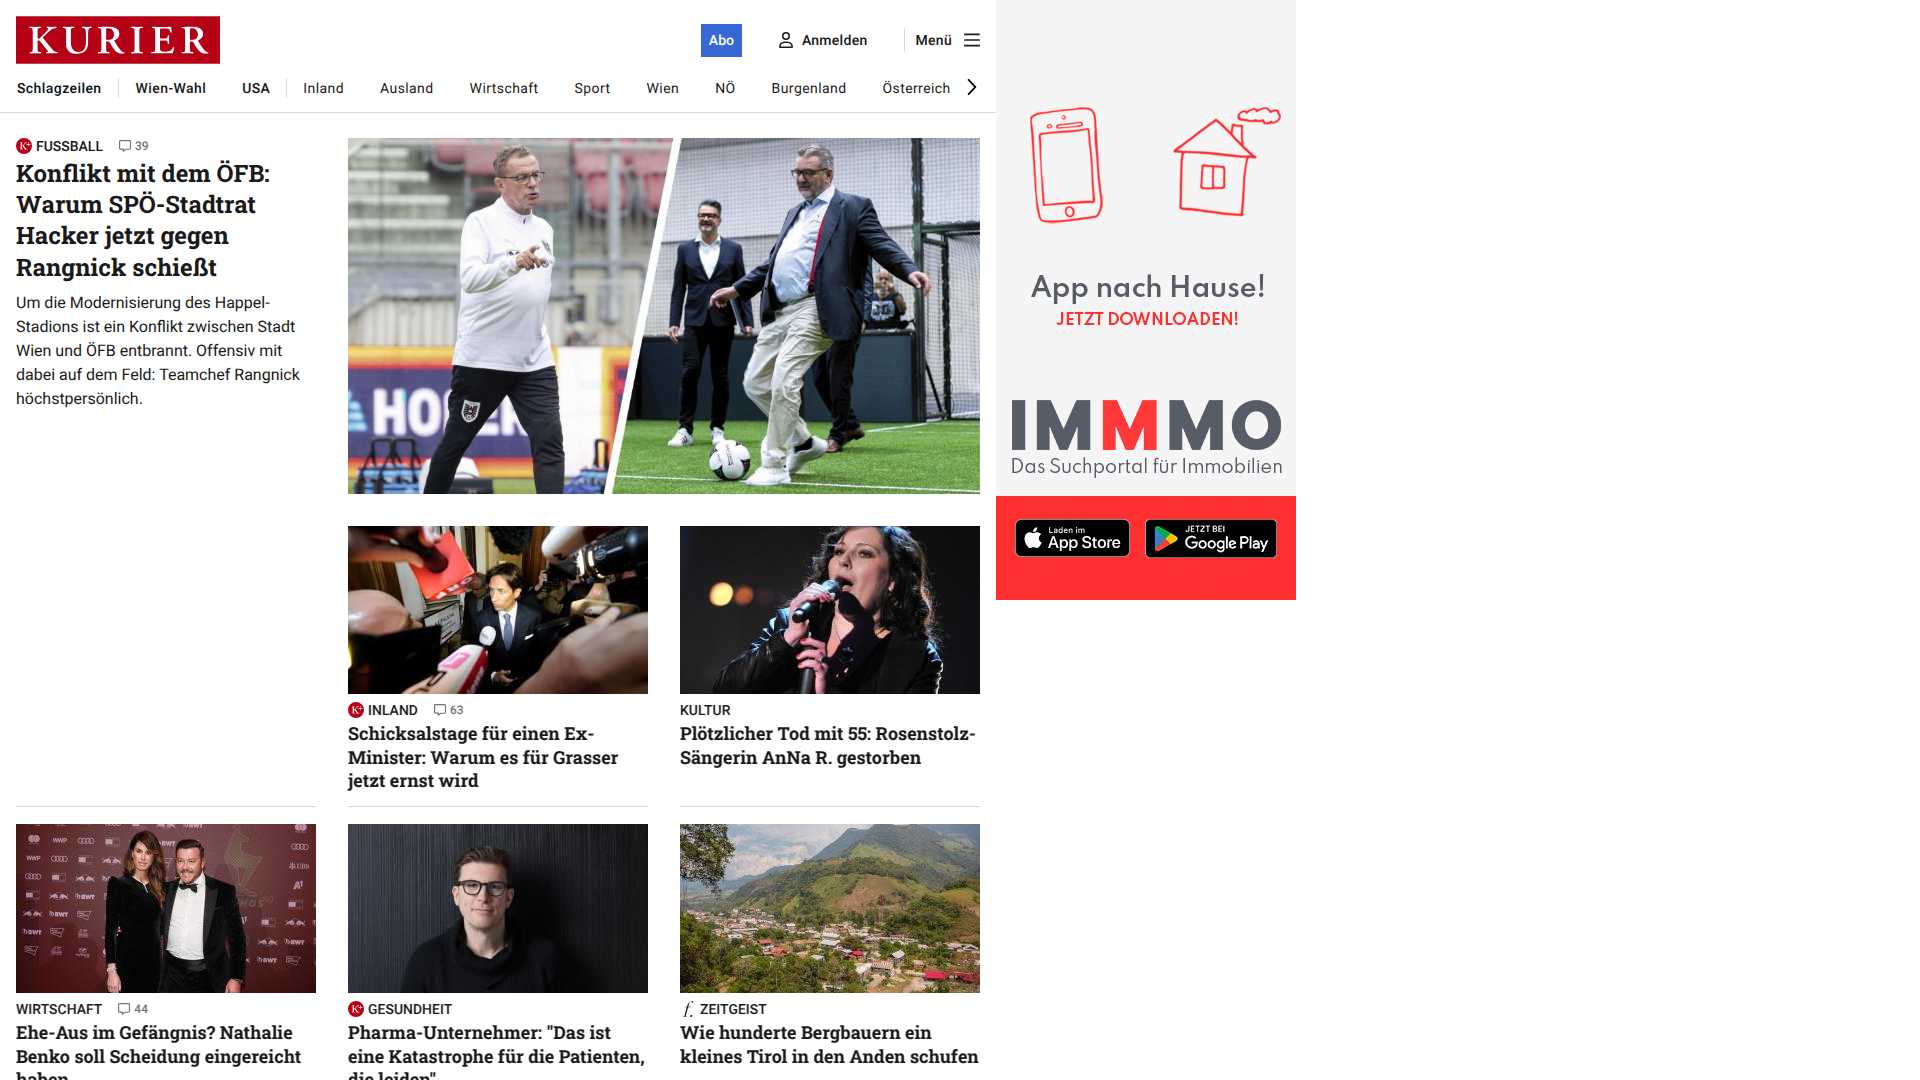 KURIER
Abo
Anmelden
Menü
Schlagzeilen
Wien-Wahl
USA
Inland
Ausland
Wirtschaft
Sport
Wien
NÖ
Burgenland
Österreich
FUSSBALL 39
Konflikt mit dem ÖFB:
Warum SPÖ-Stadtrat
Hacker jetzt gegen
Rangnick schießt
Um die Modernisierung des Happel-
Stadions ist ein Konflikt zwischen Stadt
Wien und ÖFB entbrannt. Offensiv mit
dabei auf dem Feld: Teamchef Rangnick
höchstpersönlich.
App nach Hause!
JETZT DOWNLOADEN!
IMMMO
Das Suchportal für Immobilien
Laden im
App Store
JETZT BEI
Google Play
K+ INLAND 63
Schicksalstage für einen Ex-
Minister: Warum es für Grasser
jetzt ernst wird
KULTUR
Plötzlicher Tod mit 55: Rosenstolz-
Sängerin AnNa R. gestorben
WIRTSCHAFT 44
Ehe-Aus im Gefängnis? Nathalie
Benko soll Scheidung eingereicht
haben
K+ GESUNDHEIT
Pharma-Unternehmer: "Das ist
eine Katastrophe für die Patienten,
die leiden"
f. ZEITGEIST
Wie hunderte Bergbauern ein
kleines Tirol in den Anden schufen